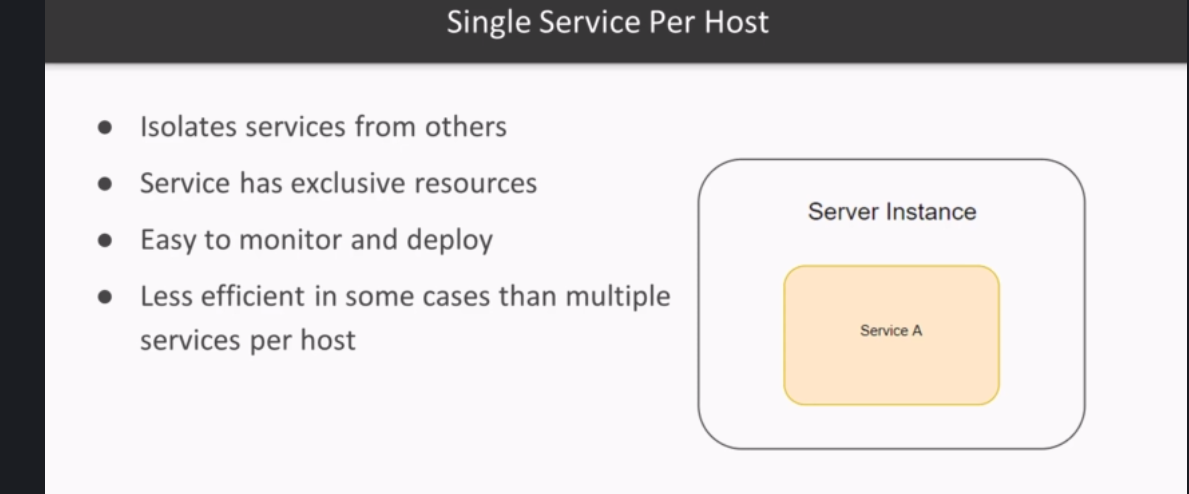 Single Service Per Host
● Isolates services from others
● Service has exclusive resources
● Easy to monitor and deploy
● Less efficient in some cases than multiple
services per host
Server Instance
Service A